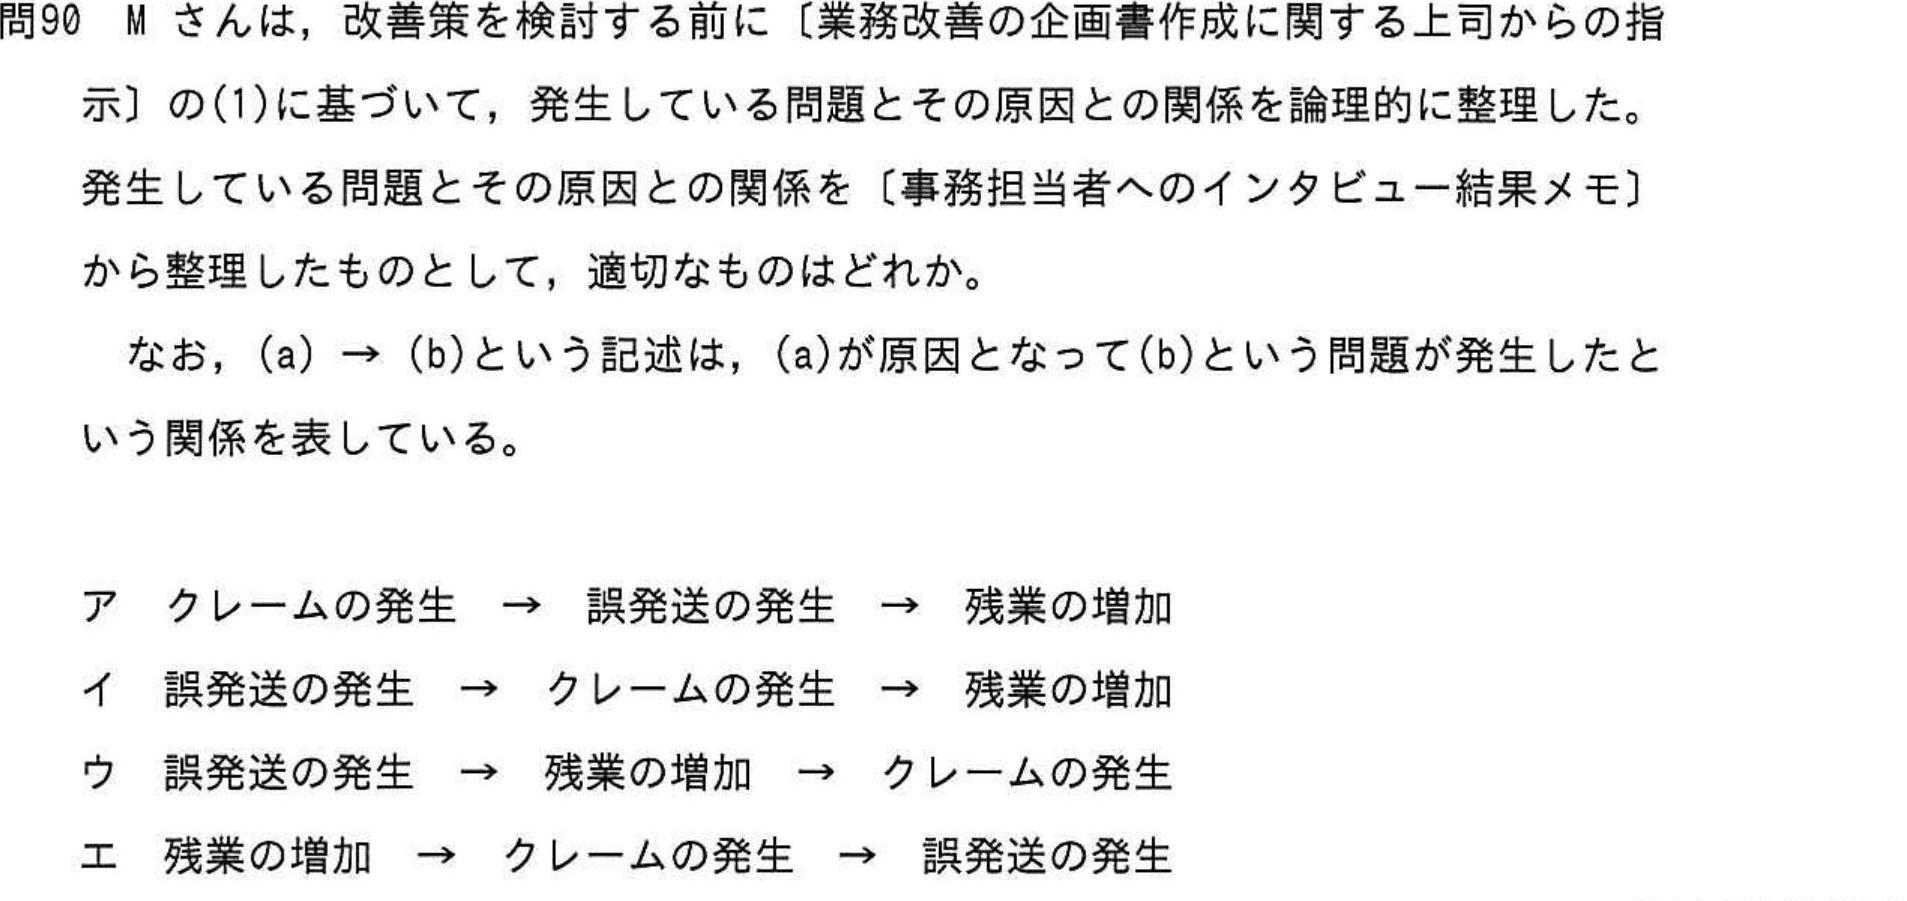 問90　M さんは，改善策を検討する前に〔業務改善の企画書作成に関する上司からの指
示〕の(1)に基づいて，発生している問題とその原因との関係を論理的に整理した。
発生している問題とその原因との関係を〔事務担当者へのインタビュー結果メモ〕
から整理したものとして，適切なものはどれか。
なお，(a) → (b)という記述は，(a)が原因となって(b)という問題が発生したと
いう関係を表している。
ア　クレームの発生　→　誤発送の発生　→　残業の増加
イ　誤発送の発生　→　クレームの発生　→　残業の増加
ウ　誤発送の発生　→　残業の増加　→　クレームの発生
エ　残業の増加　→　クレームの発生　→　誤発送の発生